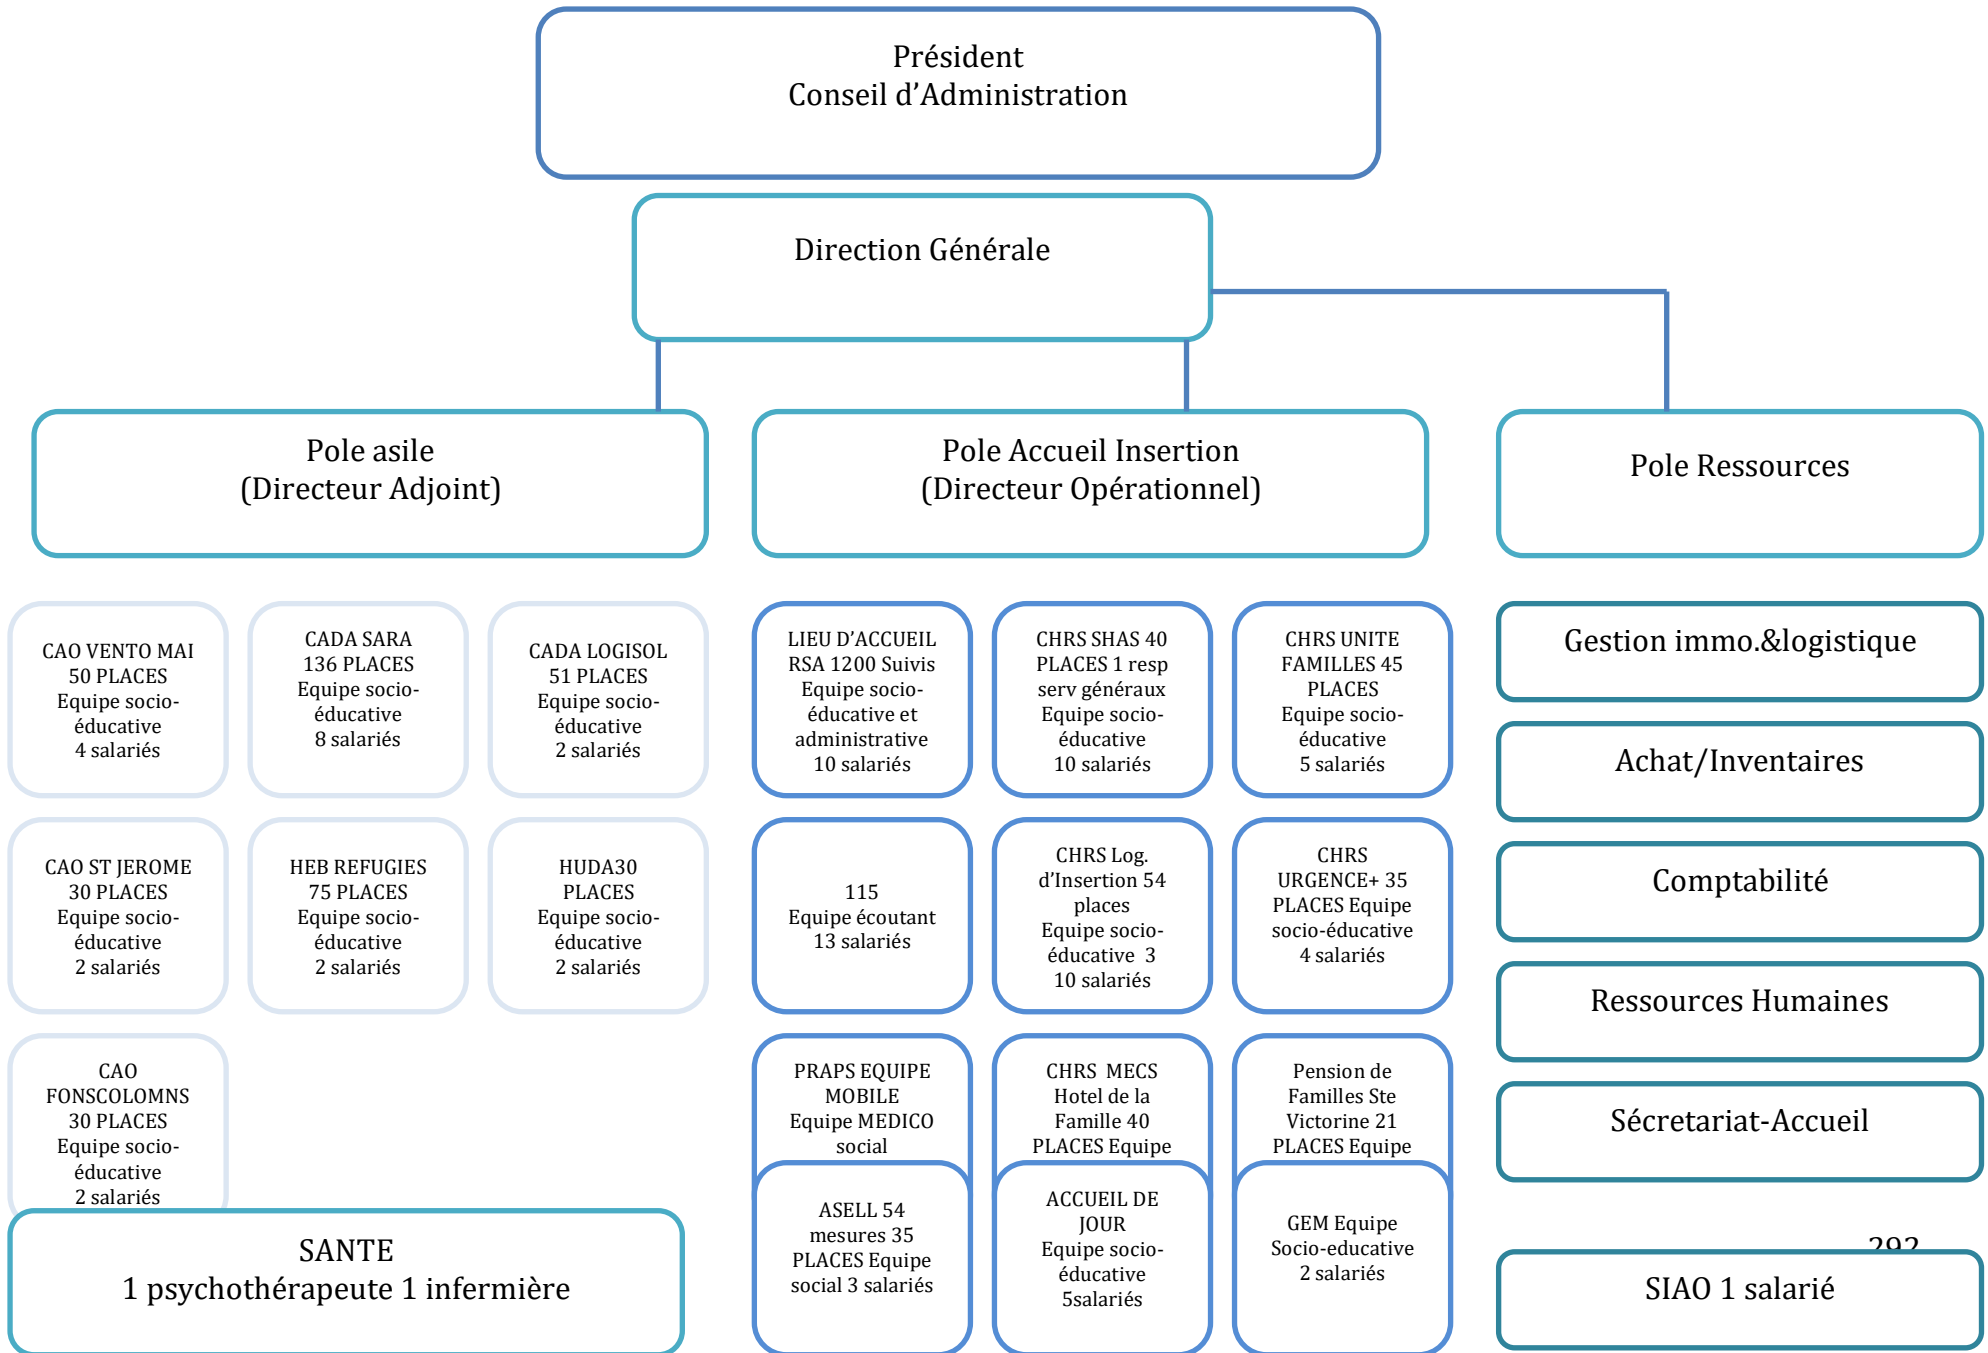 Président
Conseil d’Administration
Direction Générale
Pole asile
(Directeur Adjoint)
Pole Accueil Insertion
(Directeur Opérationnel)
Pole Ressources
CAO VENTO MAI
50 PLACES
Equipe socio-
éducative
4 salariés
CADA SARA
136 PLACES
Equipe socio-
éducative
8 salariés
CADA LOGISOL
51 PLACES
Equipe socio-
éducative
2 salariés
LIEU D’ACCUEIL
RSA 1200 Suivis
Equipe socio-
éducative et
administrative
10 salariés
CHRS SHAS 40
PLACES 1 resp
serv généraux
Equipe socio-
éducative
10 salariés
CHRS UNITE
FAMILLES 45
PLACES
Equipe socio-
éducative
5 salariés
Gestion immo.&logistique
Achat/Inventaires
CAO ST JEROME
30 PLACES
Equipe socio-
éducative
2 salariés
HEB REFUGIES
75 PLACES
Equipe socio-
éducative
2 salariés
HUDA30
PLACES
Equipe socio-
éducative
2 salariés
115
Equipe écoutant
13 salariés
CHRS Log.
d’Insertion 54
places
Equipe socio-
éducative 3
10 salariés
CHRS
URGENCE+ 35
PLACES Equipe
socio-éducative
4 salariés
Comptabilité
Ressources Humaines
CAO
FONSCOLOMNS
30 PLACES
Equipe socio-
éducative
2 salariés
PRAPS EQUIPE
MOBILE
Equipe MEDICO
social
CHRS MECS
Hotel de la
Famille 40
PLACES Equipe
Pension de
Familles Ste
Victorine 21
PLACES Equipe
Sécretariat-Accueil
SANTE
1 psychothérapeute 1 infermière
ASELL 54
mesures 35
PLACES Equipe
social 3 salariés
ACCUEIL DE
JOUR
Equipe socio-
éducative
5salariés
GEM Equipe
Socio-educative
2 salariés
292
SIAO 1 salarié